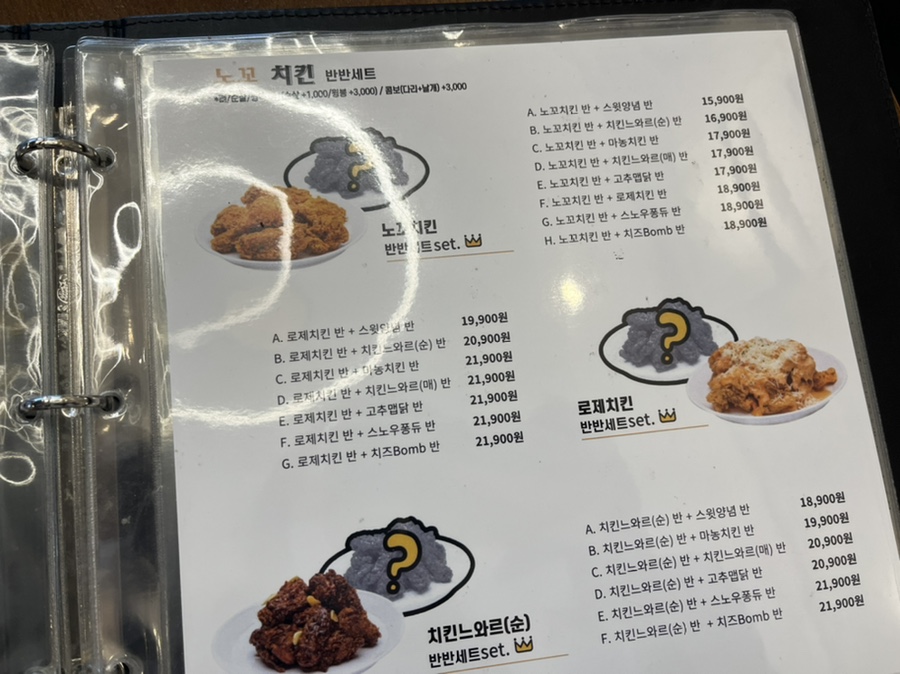 노꼬 치킨 반반세트
+1,000/윙봉 +3,000) / 콤보(다리+날개) +3,000
A. 노꼬치킨 반 + 스윗양념 반 15,900원
B. 노꼬치킨 반 + 치킨느와르(순) 반 16,900원
C. 노꼬치킨 반 + 마농치킨 반 17,900원
D. 노꼬치킨 반 + 치킨느와르(매) 반 17,900원
E. 노꼬치킨 반 + 고추맵닭 반 17,900원
F. 노꼬치킨 반 + 로제치킨 반 18,900원
G. 노꼬치킨 반 + 스노우퐁듀 반 18,900원
H. 노꼬치킨 반 + 치즈Bomb 반 18,900원
?
노꼬치킨
반반세트set.
A. 로제치킨 반 + 스윗양념 반 19,900원
B. 로제치킨 반 + 치킨느와르(순) 반 20,900원
C. 로제치킨 반 + 마농치킨 반 21,900원
D. 로제치킨 반 + 치킨느와르(매) 반 21,900원
E. 로제치킨 반 + 고추맵닭 반 21,900원
F. 로제치킨 반 + 스노우퐁듀 반 21,900원
G. 로제치킨 반 + 치즈Bomb 반 21,900원
?
로제치킨
반반세트set.
A. 치킨느와르(순) 반 + 스윗양념 반 18,900원
B. 치킨느와르(순) 반 + 마농치킨 반 19,900원
C. 치킨느와르(순) 반 + 치킨느와르(매) 반 20,900원
D. 치킨느와르(순) 반 + 고추맵닭 반 20,900원
E. 치킨느와르(순) 반 + 스노우퐁듀 반 21,900원
F. 치킨느와르(순) 반 + 치즈Bomb 반 21,900원
?
치킨느와르(순)
반반세트set.